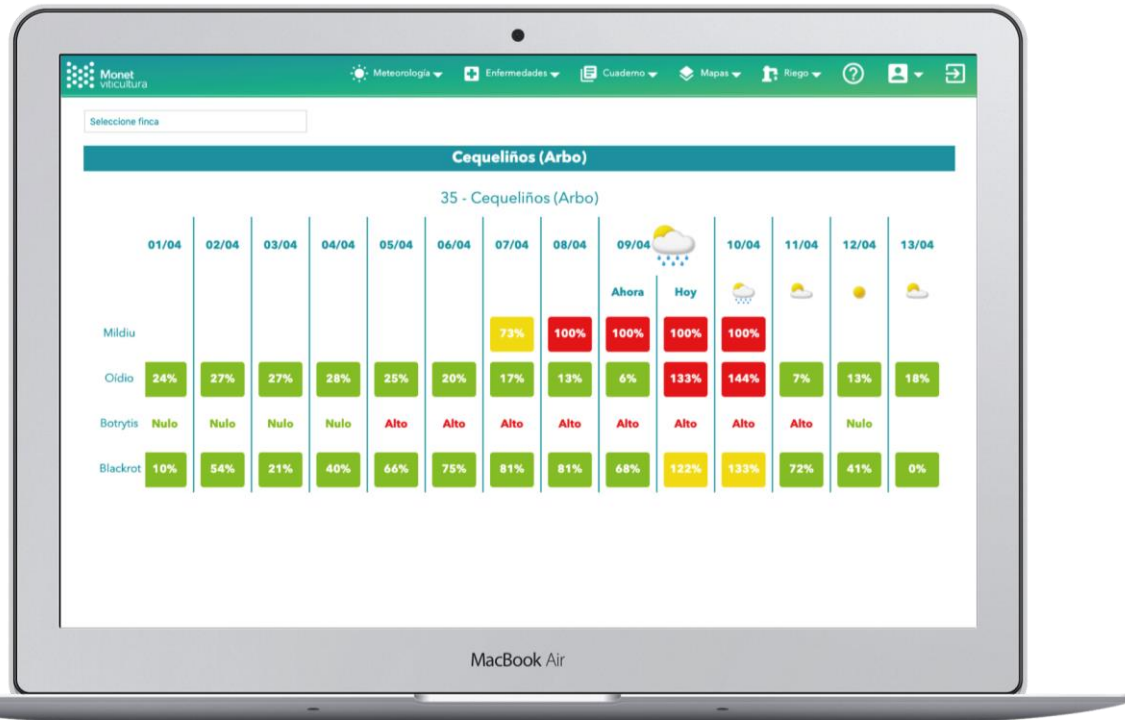 Monet
viticultura
Meteorología
Enfermedades
Cuaderno
Mapas
Riego
Seleccione finca
Cequeliños (Arbo)
35 - Cequeliños (Arbo)
01/04 02/04 03/04 04/04 05/04 06/04 07/04 08/04 09/04 10/04 11/04 12/04 13/04
Ahora Hoy
Mildiu 73% 100% 100% 100% 100%
Oídio 24% 27% 27% 28% 25% 20% 17% 13% 6% 133% 144% 7% 13% 18%
Botrytis Nulo Nulo Nulo Nulo Alto Alto Alto Alto Alto Alto Alto Alto Nulo
Blackrot 10% 54% 21% 40% 66% 75% 81% 81% 68% 122% 133% 72% 41% 0%
MacBook Air